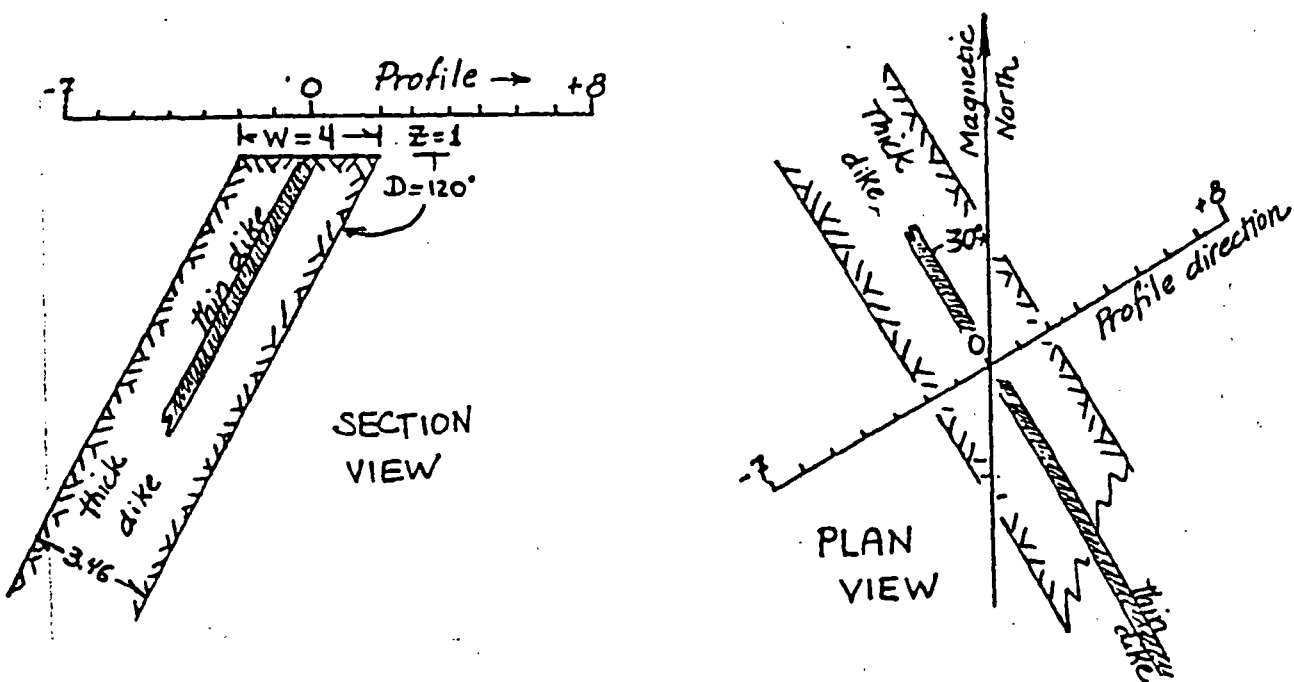 -7
0
Profile →
+8
W = 4
Z=1
D=120°
thin dike
SECTION
VIEW
thick
dike
3.46
Magnetic
North
Thick
dike
30°
0
+8
Profile direction
-7
PLAN
VIEW
thin
dike